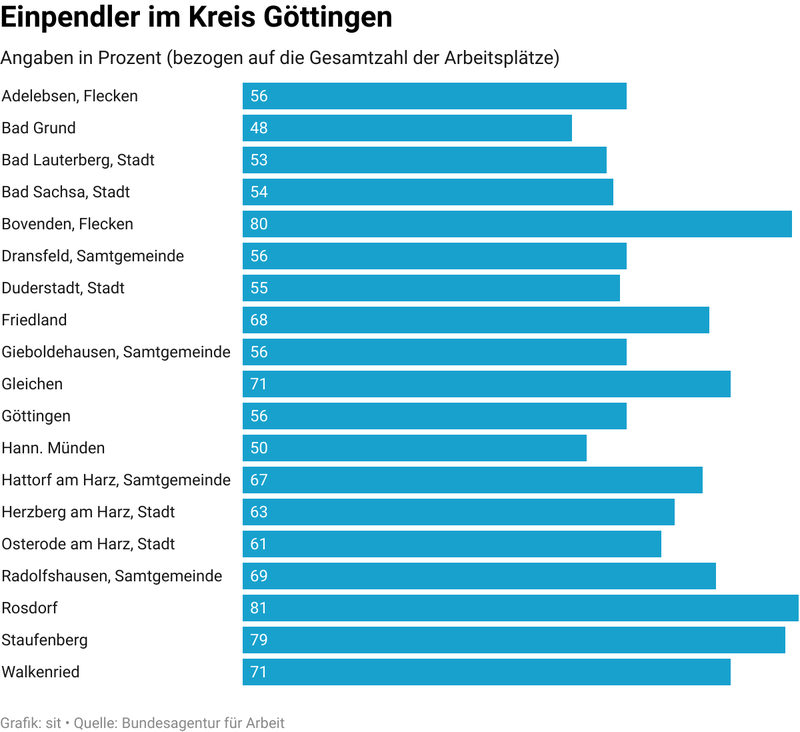 Einpendler im Kreis Göttingen
Angaben in Prozent (bezogen auf die Gesamtzahl der Arbeitsplätze)
Adelebsen, Flecken 56
Bad Grund 48
Bad Lauterberg, Stadt 53
Bad Sachsa, Stadt 54
Bovenden, Flecken 80
Dransfeld, Samtgemeinde 56
Duderstadt, Stadt 55
Friedland 68
Gieboldehausen, Samtgemeinde 56
Gleichen 71
Göttingen 56
Hann. Münden 50
Hattorf am Harz, Samtgemeinde 67
Herzberg am Harz, Stadt 63
Osterode am Harz, Stadt 61
Radolfshausen, Samtgemeinde 69
Rosdorf 81
Staufenberg 79
Walkenried 71
Grafik: sit • Quelle: Bundesagentur für Arbeit